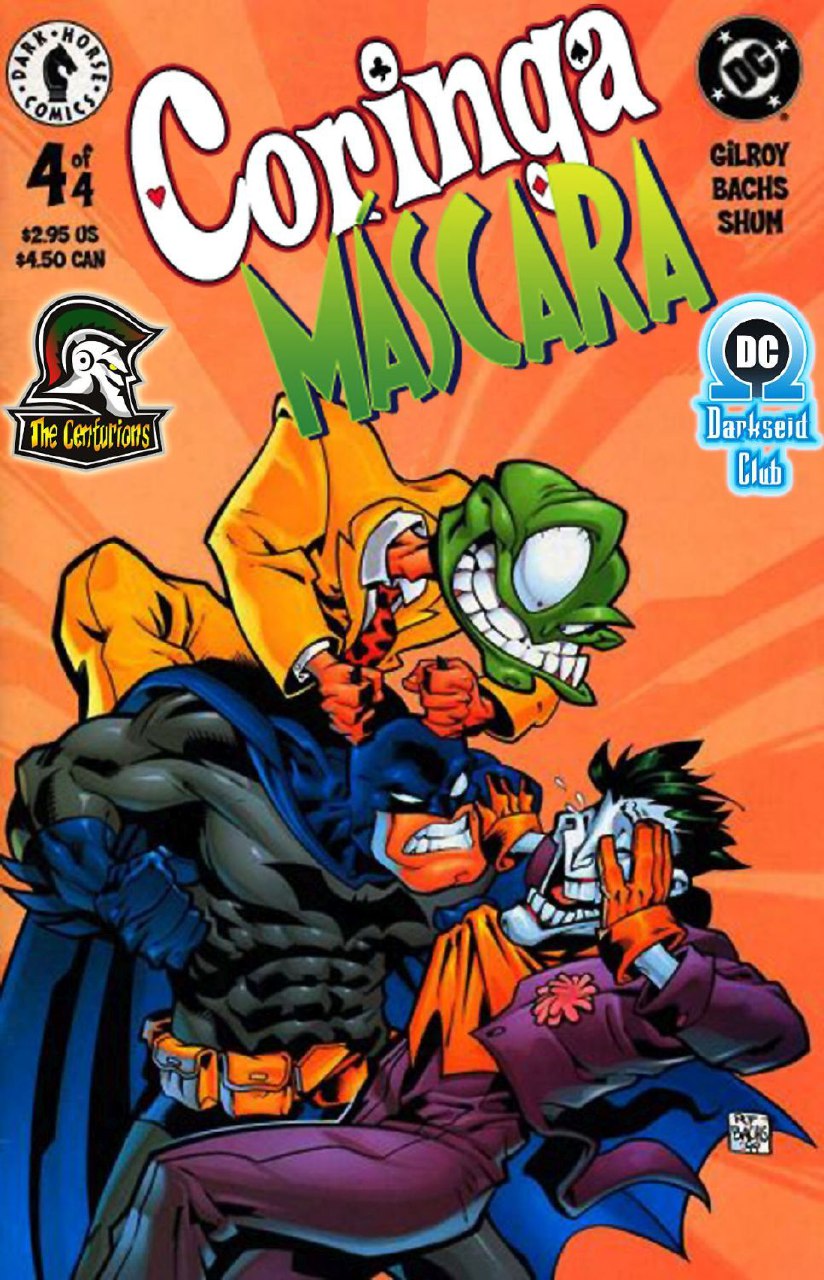 DARK HORSE
COMICS
4 of 4
$2.95 US
$4.50 CAN
Coringa
MÁSCARA
DC
GiLROY
BACHS
SHUM
The Centurions
DC
Darkseid
Club
BACHS